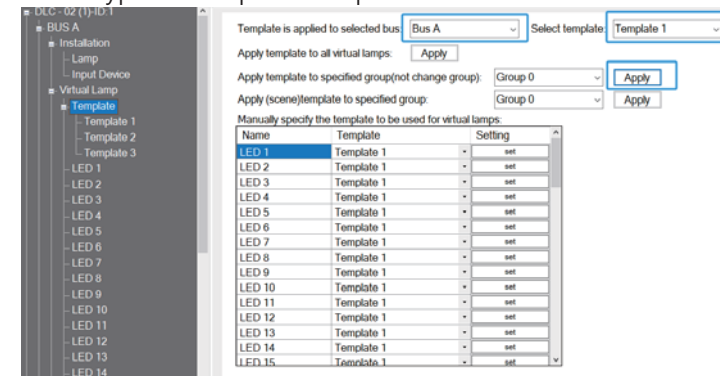 DLC - 02 (1)-ID:1
BUS A
Installation
Lamp
Input Device
Virtual Lamp
Template
Template 1
Template 2
Template 3
LED 1
LED 2
LED 3
LED 4
LED 5
LED 6
LED 7
LED 8
LED 9
LED 10
LED 11
LED 12
LED 13
LED 14
Template is applied to selected bus: Bus A Select template: Template 1
Apply template to all virtual lamps: Apply
Apply template to specified group(not change group): Group 0 Apply
Apply (scene)template to specified group: Group 0 Apply
Manually specify the template to be used for virtual lamps:
Name Template Setting
LED 1 Template 1 set
LED 2 Template 1 set
LED 3 Template 1 set
LED 4 Template 1 set
LED 5 Template 1 set
LED 6 Template 1 set
LED 7 Template 1 set
LED 8 Template 1 set
LED 9 Template 1 set
LED 10 Template 1 set
LED 11 Template 1 set
LED 12 Template 1 set
LED 13 Template 1 set
LED 14 Template 1 set
LED 15 Template 1 set